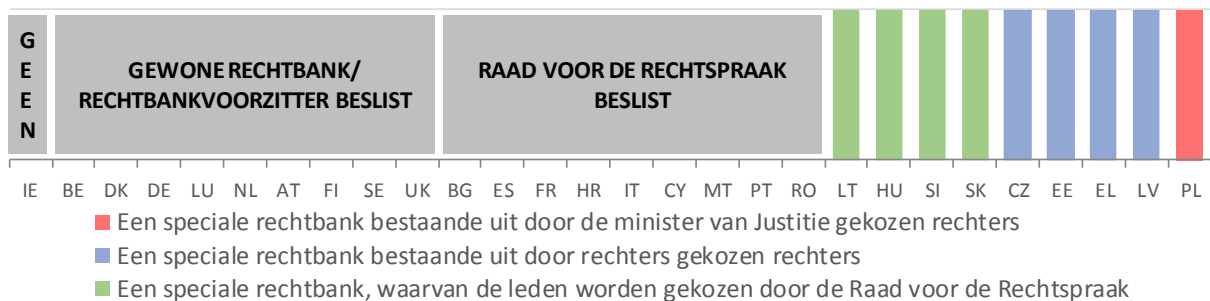 G
E
E
N
GEWONE RECHTBANK/
RECHTBANKVOORZITTER BESLIST
RAAD VOOR DE RECHTSPRAAK
BESLIST
IE BE DK DE LU NL AT FI SE UK BG ES FR HR IT CY MT PT RO LT HU SI SK CZ EE EL LV PL
Een speciale rechtbank bestaande uit door de minister van Justitie gekozen rechters
Een speciale rechtbank bestaande uit door rechters gekozen rechters
Een speciale rechtbank, waarvan de leden worden gekozen door de Raad voor de Rechtspraak